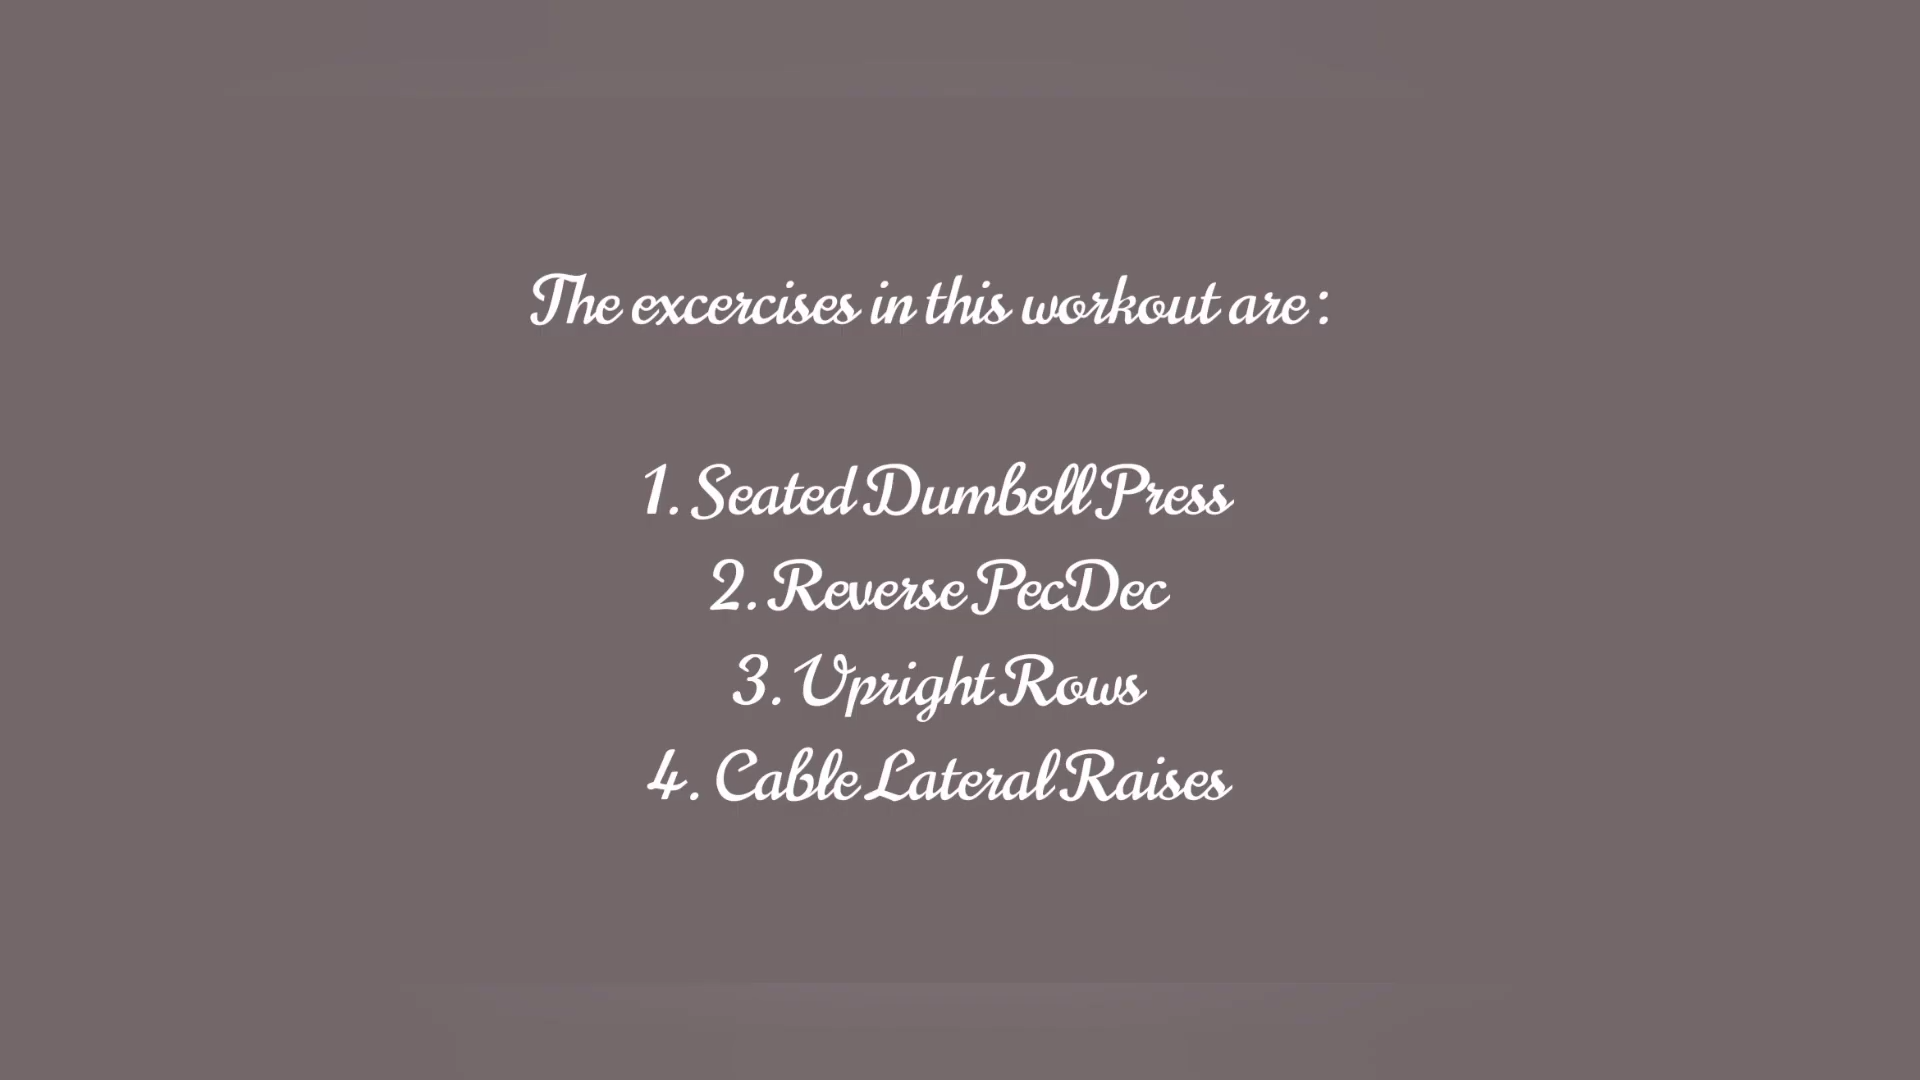 The excercises in this workout are :
1. Seated Dumbell Press
2. Reverse PecDec
3. Upright Rows
4. Cable Lateral Raises